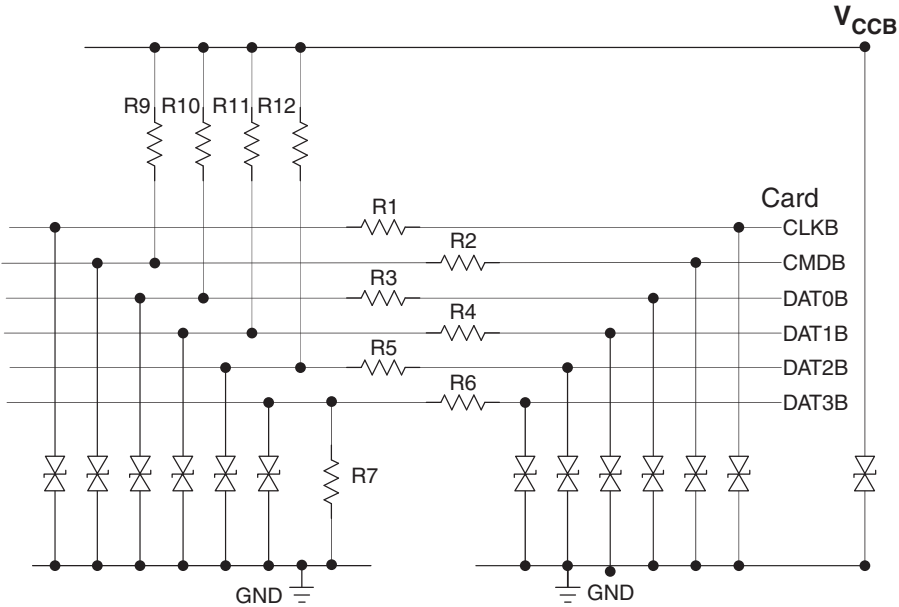 VCCB
R9 R10 R11 R12
Card
R1
CLKB
R2
CMDB
R3
DAT0B
R4
DAT1B
R5
DAT2B
R6
DAT3B
R7
GND
GND